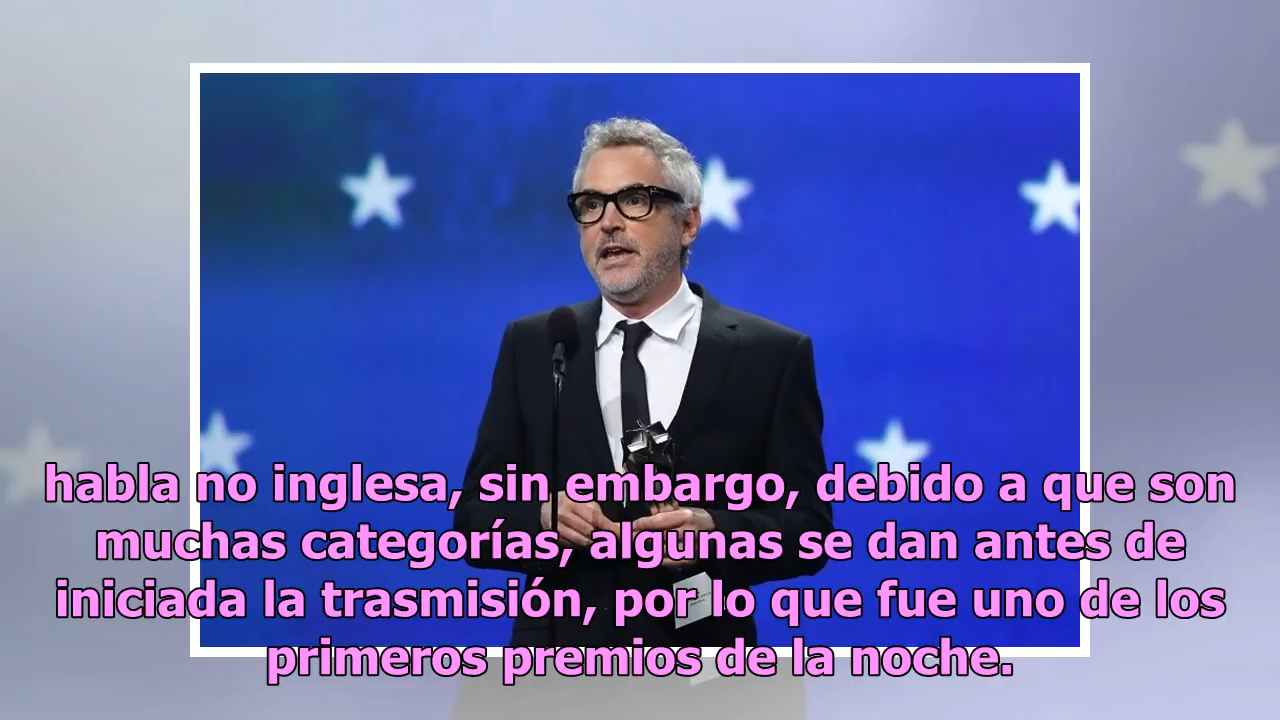 habla no inglesa, sin embargo, debido a que son
muchas categorías, algunas se dan antes de
iniciada la trasmisión, por lo que fue uno de los
primeros premios de la noche.